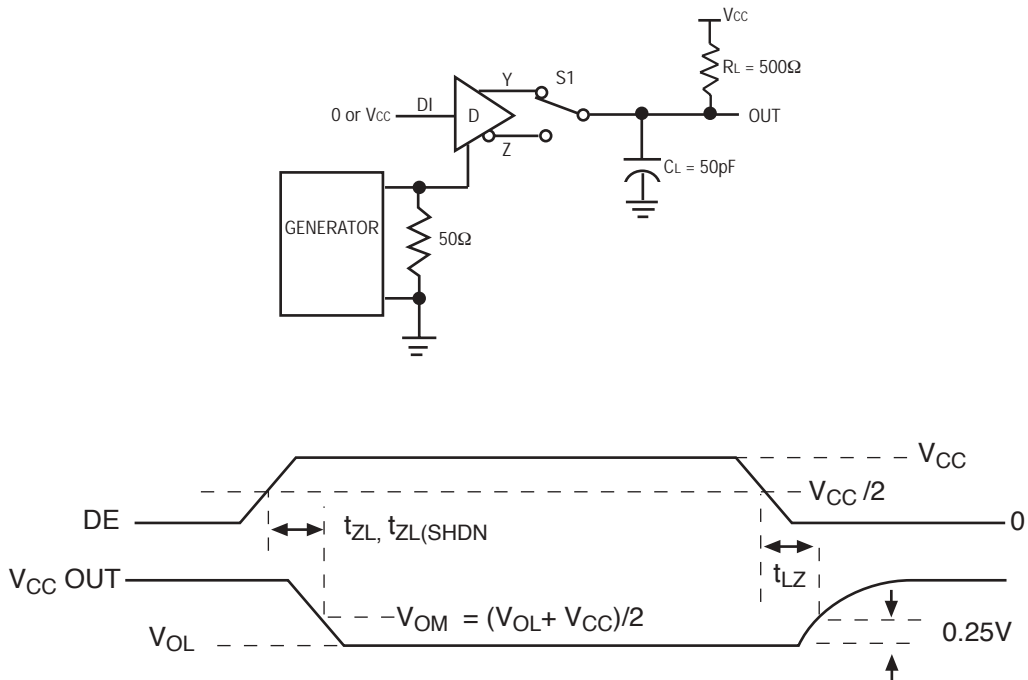 VCC
RL = 500Ω
Y
S1
0 or VCC
DI
D
OUT
Z
CL = 50pF
GENERATOR
50Ω
VCC
VCC /2
DE
tZL, tZL(SHDN
0
VCC OUT
tLZ
VOM = (VOL+ VCC)/2
VOL
0.25V